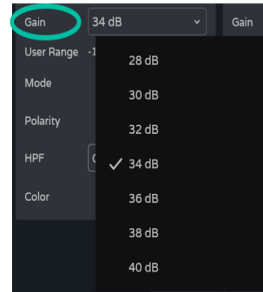 Gain 34 dB Gain
User Range -1
28 dB
Mode
30 dB
Polarity
32 dB
HPF
34 dB
Color
36 dB
38 dB
40 dB